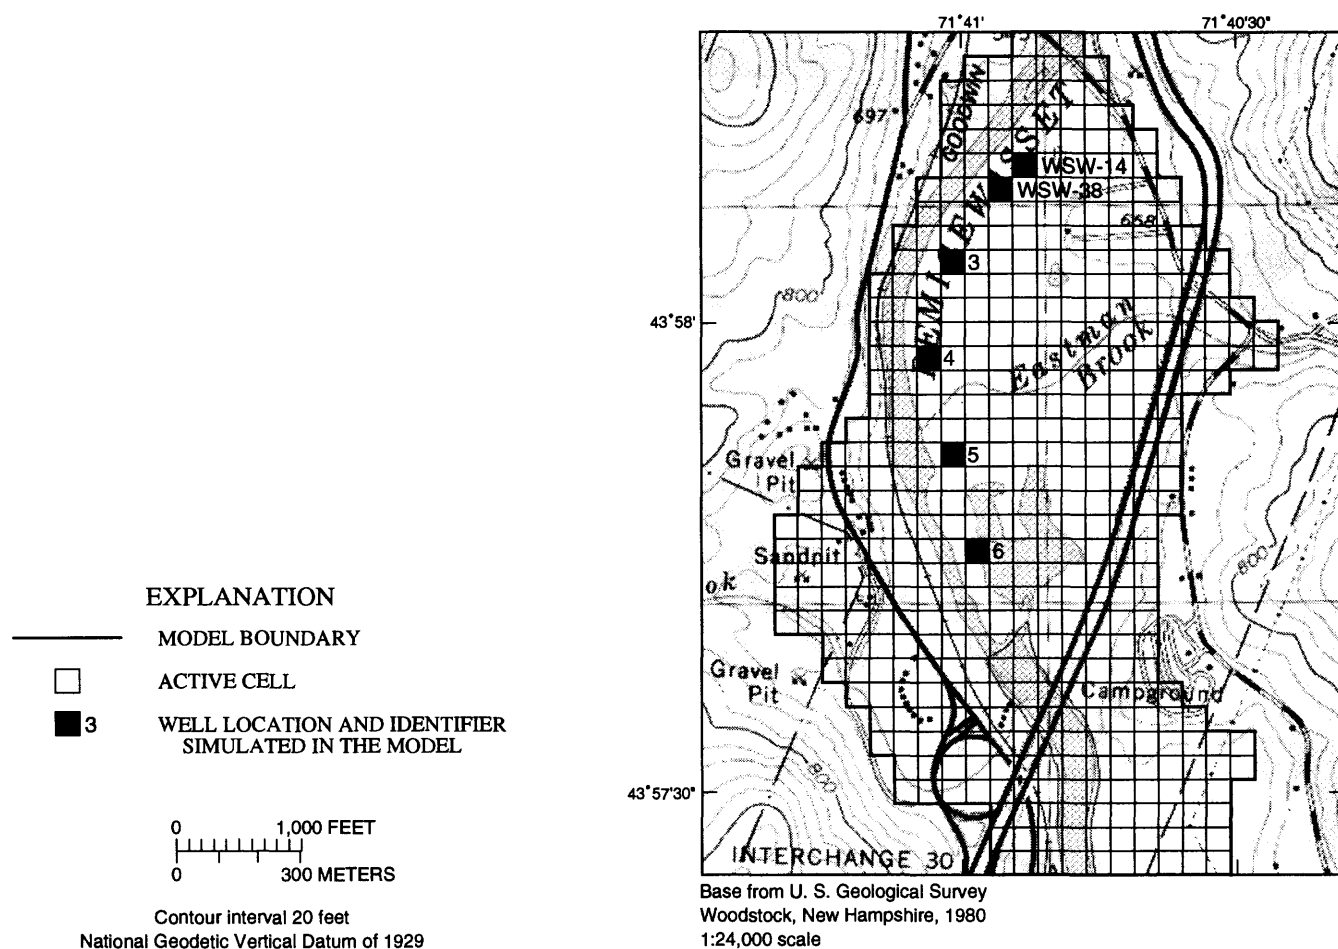 71°41'
71°40'30"
GOODWIN
697
WSW-14
WSW-38
668
3
800
43°58'
4
Eastman
Brook
5
Gravel
Pit
Sandpit
6
ok
800
Gravel
Pit
Campground
800
43°57'30"
INTERCHANGE 30
EXPLANATION
MODEL BOUNDARY
ACTIVE CELL
3 WELL LOCATION AND IDENTIFIER
SIMULATED IN THE MODEL
0 1,000 FEET
0 300 METERS
Contour interval 20 feet
National Geodetic Vertical Datum of 1929
Base from U. S. Geological Survey
Woodstock, New Hampshire, 1980
1:24,000 scale